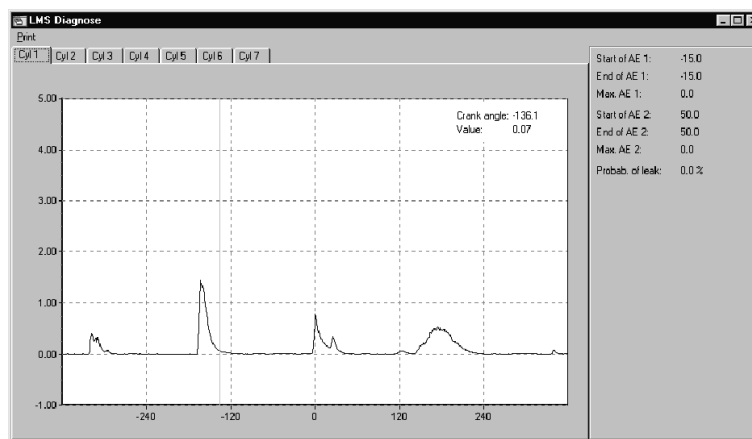 LMS Diagnose
Print
Cyl 1 Cyl 2 Cyl 3 Cyl 4 Cyl 5 Cyl 6 Cyl 7
Crank angle: -136.1
Value: 0.07
5.00
4.00
3.00
2.00
1.00
0.00
-1.00
-240 -120 0 120 240
Start of AE 1: -15.0
End of AE 1: -15.0
Max. AE 1: 0.0
Start of AE 2: 50.0
End of AE 2: 50.0
Max. AE 2: 0.0
Probab. of leak: 0.0 %